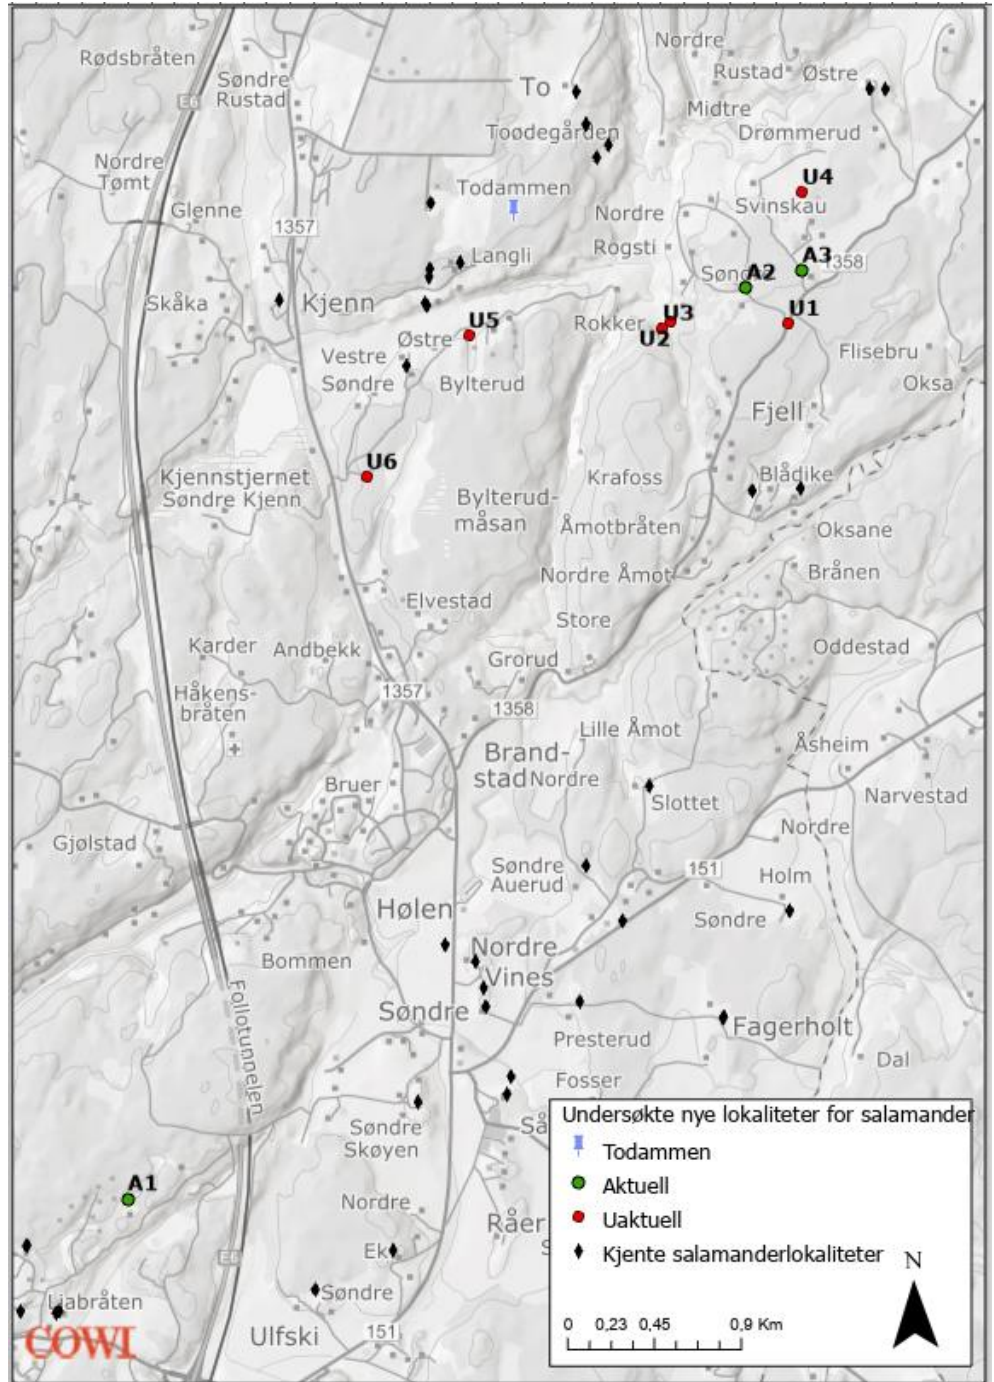 Nordre
Rødsbråten
Søndre
Rustad
To
Rustad
Østre
E6
Midtre
Toødegården
Drømmerud
Nordre
Tømt
Todammen
U4
Glenne
Svinskau
Nordre
1357
Rogsti
Langli
A3
1358
A2
Skåka
Kjenn
U5
U3
U1
Rokker
U2
Østre
Vestre
Søndre
Bylterud
Flisebru
Oksa
Fjell
U6
Kjennstjernet
Søndre Kjenn
Krafoss
Blådike
Bylterud-
måsan
Åmotbråten
Oksane
Nordre Åmot
Brånen
Elvestad
Store
Karder
Andbekk
Grorud
Oddestad
Håkens-
bråten
1357
1358
Lille Åmot
Åsheim
Brand-
stad
Nordre
Bruer
Slottet
Narvestad
Nordre
Gjølstad
Søndre
Auerud
151
Holm
Hølen
Søndre
Nordre
Vines
Bommen
Søndre
Follotunnelen
Presterud
Fagerholt
Dal
Fosser
Så
Søndre
Skøyen
A1
Nordre
Råer
Ek
S
E6
Søndre
Liabråten
Ulfski
151
COWI
Undersøkte nye lokaliteter for salamander
Todammen
Aktuell
Uaktuell
Kjente salamanderlokaliteter
N
0 0,23 0,45 0,9 Km